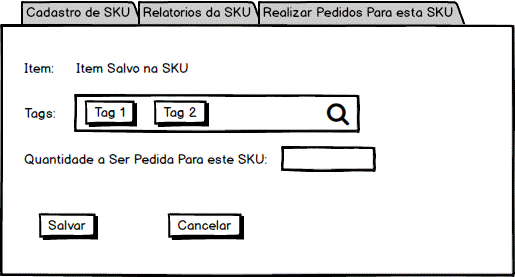 Cadastro de SKU Relatorios da SKU Realizar Pedidos Para esta SKU
Item: Item Salvo na SKU
Tags: Tag 1 Tag 2
Quantidade a Ser Pedida Para este SKU:
Salvar Cancelar